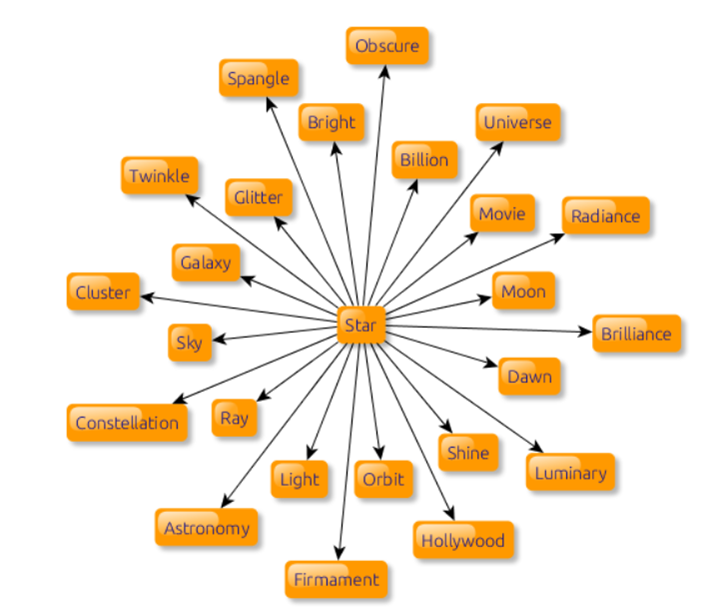 Obscure
Spangle
Bright
Universe
Billion
Twinkle
Glitter
Movie
Radiance
Galaxy
Cluster
Moon
Star
Sky
Brilliance
Dawn
Constellation
Ray
Shine
Light
Orbit
Luminary
Astronomy
Hollywood
Firmament